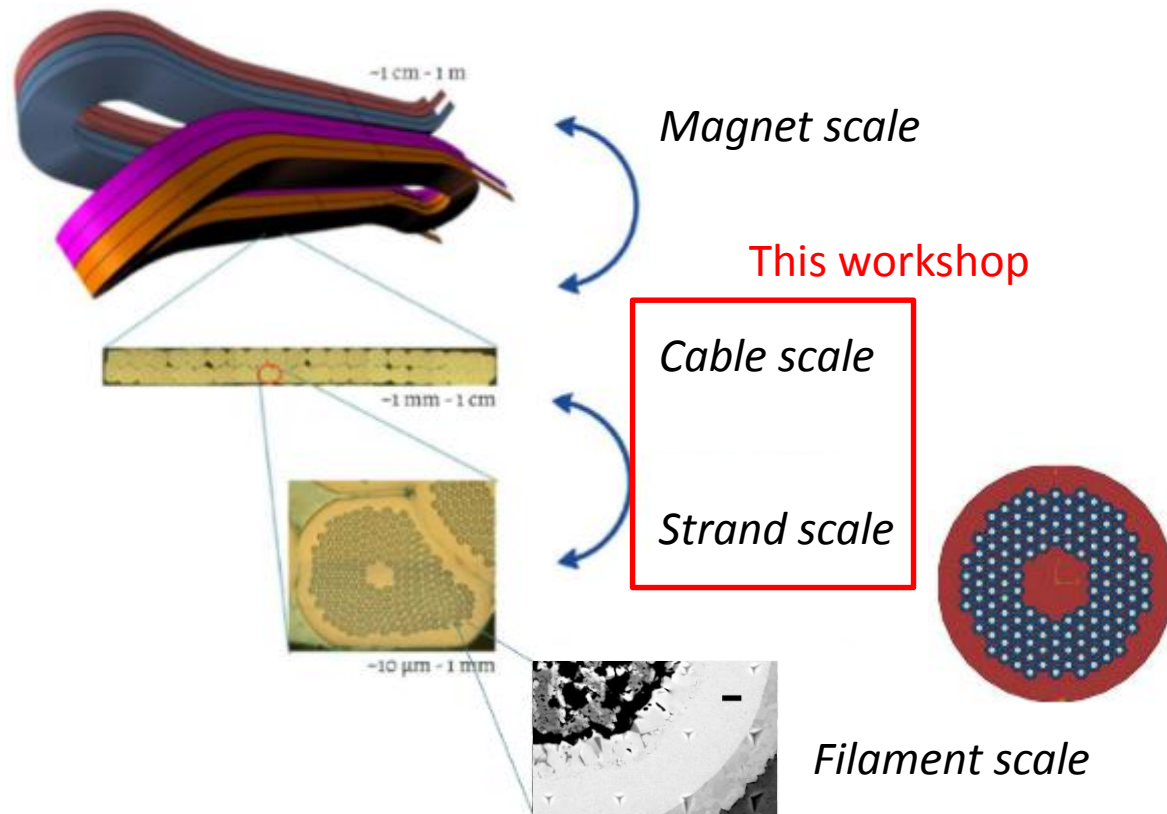 ~1 cm - 1 m
Magnet scale
This workshop
Cable scale
~1 mm - 1 cm
Strand scale
~10 μm - 1 mm
Filament scale